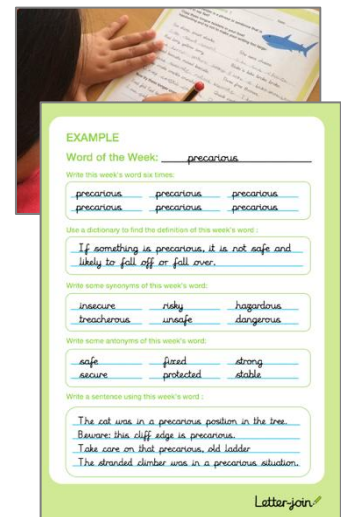 EXAMPLE
Word of the Week: precarious
Write this week's word six times:
precarious precarious precarious
precarious precarious precarious
Use a dictionary to find the definition of this week's word :
If something is precarious, it is not safe and
likely to fall off or fall over.
Write some synonyms of this week's word:
insecure risky hazardous
treacherous unsafe dangerous
Write some antonyms of this week's word:
safe fixed strong
secure protected stable
Write a sentence using this week's word :
The cat was in a precarious position in the tree.
Beware: this cliff edge is precarious.
Take care on that precarious, old ladder
The stranded climber was in a precarious situation.
Letter-join